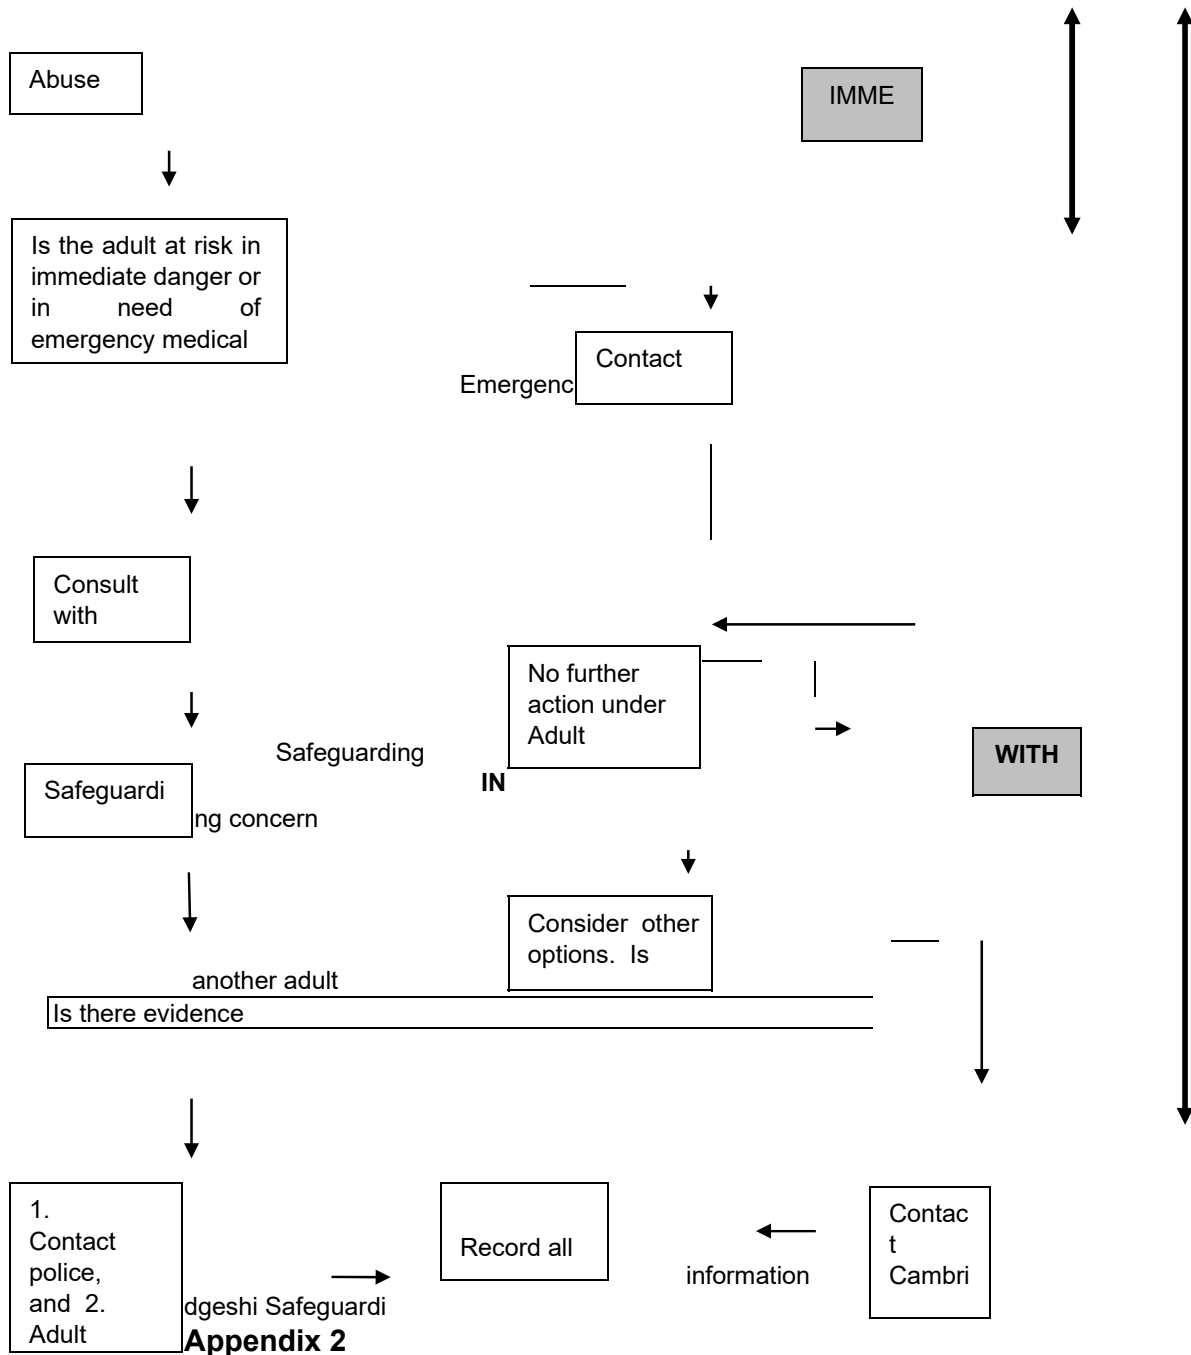 Abuse
IMME
Is the adult at risk in
immediate danger or
in need of
emergency medical
Contact
Emergenc
Consult
with
No further
action under
Adult
Safeguarding
IN
WITH
Safeguardi
ng concern
Consider other
options. Is
another adult
Is there evidence
1.
Contact
police,
and 2.
Adult
Record all
information
Contac
t
Cambri
dgeshi Safeguardi
Appendix 2